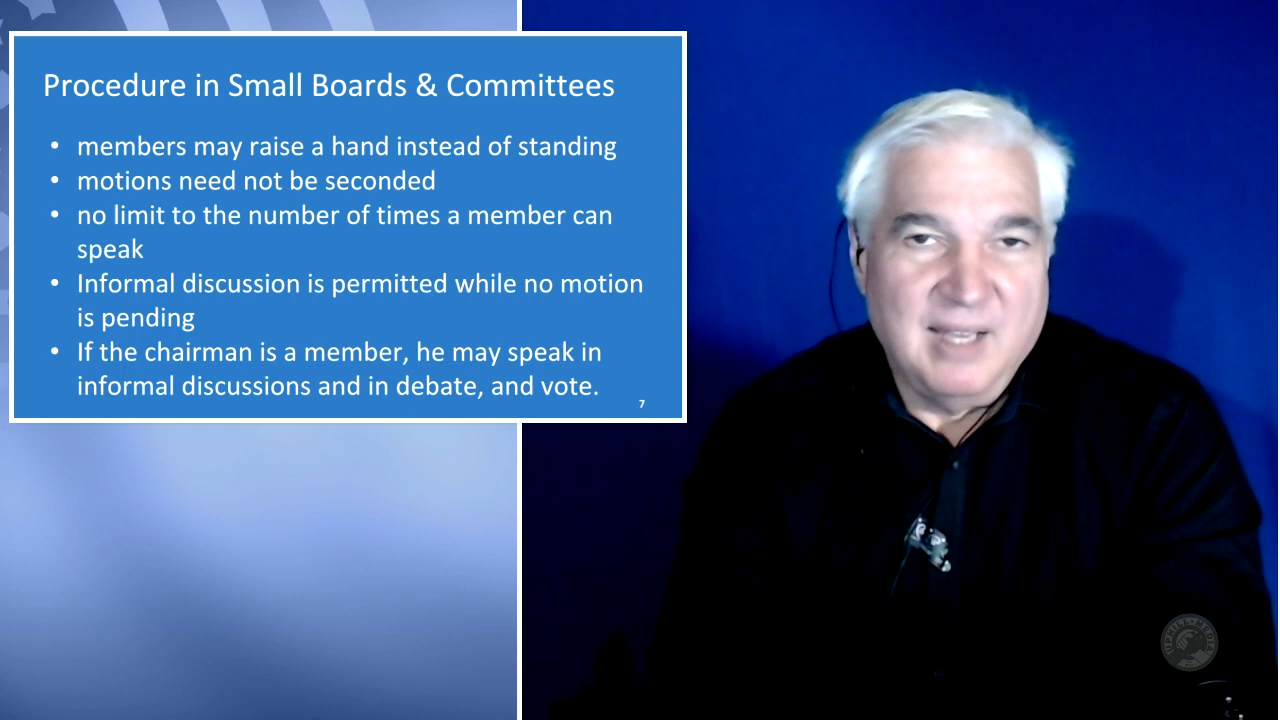 Procedure in Small Boards & Committees
• members may raise a hand instead of standing
• motions need not be seconded
• no limit to the number of times a member can
speak
• Informal discussion is permitted while no motion
is pending
• If the chairman is a member, he may speak in
informal discussions and in debate, and vote.
7